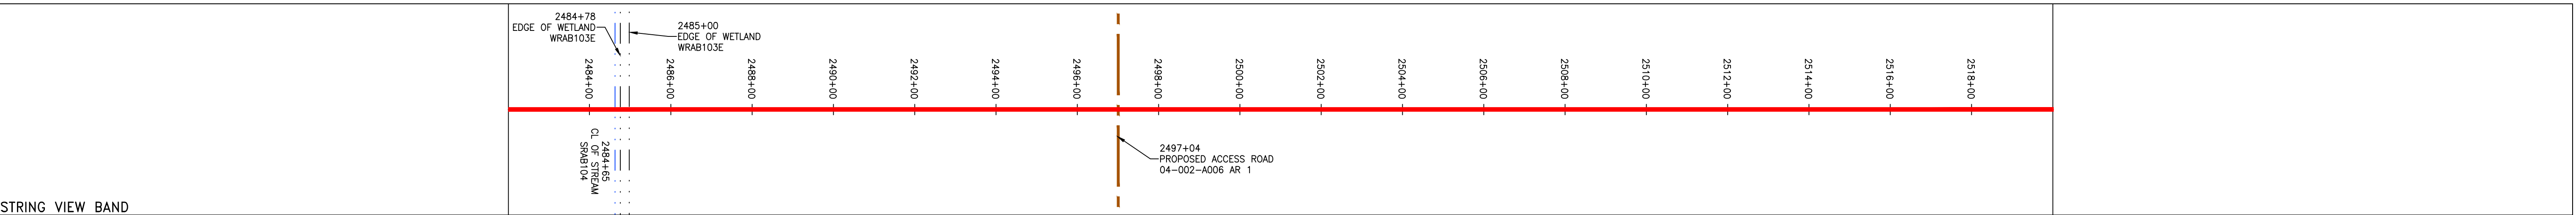 2484+78
EDGE OF WETLAND
WRAB103E
2485+00
EDGE OF WETLAND
WRAB103E
2484+00
2486+00
2488+00
2490+00
2492+00
2494+00
2496+00
2498+00
2500+00
2502+00
2504+00
2506+00
2508+00
2510+00
2512+00
2514+00
2516+00
2518+00
2484+65
CL OF STREAM
SRAB104
2497+04
PROPOSED ACCESS ROAD
04-002-A006 AR 1
STRING VIEW BAND